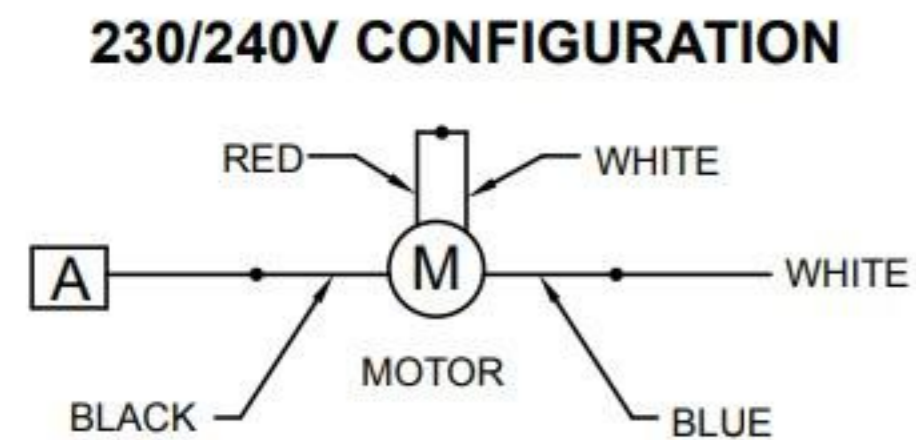 230/240V CONFIGURATION
RED
WHITE
A
M
WHITE
MOTOR
BLACK
BLUE